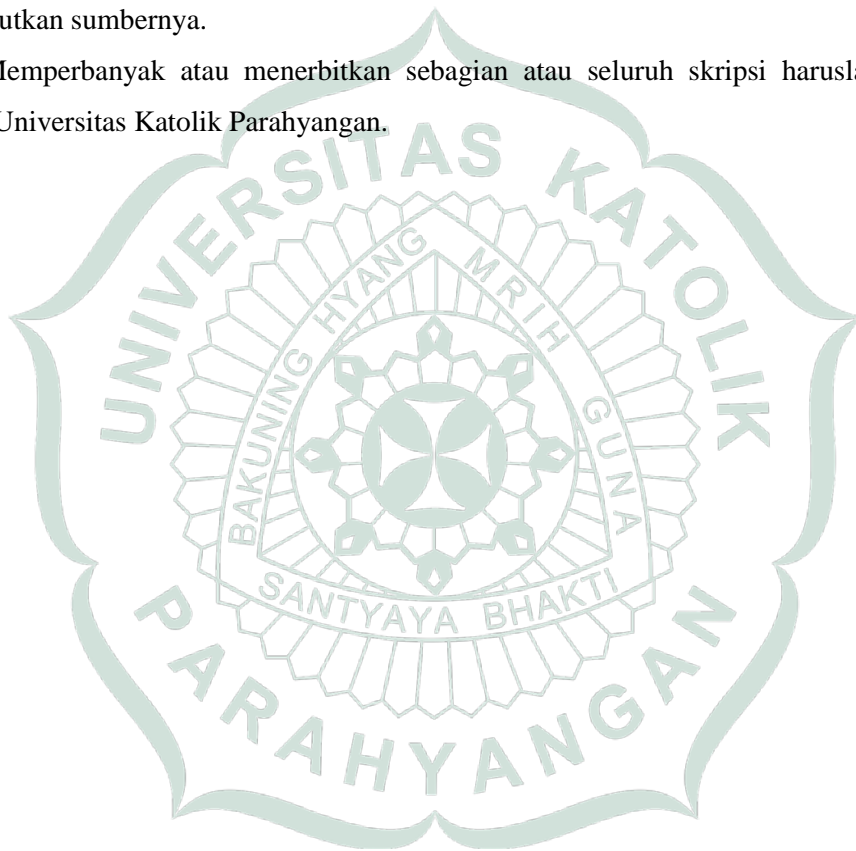 utkan sumbernya.
Memperbanyak atau menerbitkan sebagian atau seluruh skripsi harusla
Universitas Katolik Parahyangan.
UNIVERSITAS KATOLIK
BAKUNING HYANG MRIH GUNA
SANTYAYA BHAKTI
PARAHYANGAN